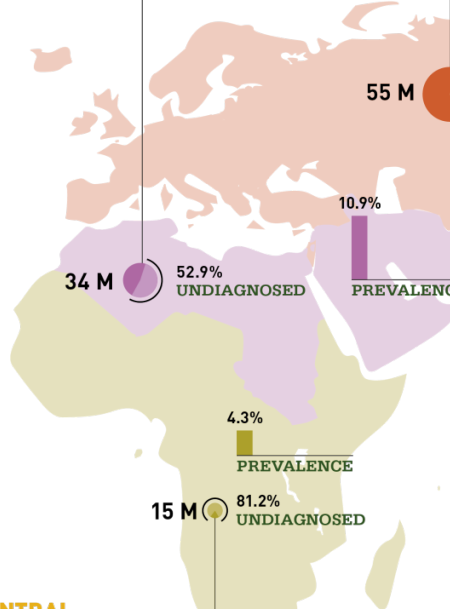 55 M
10.9%
34 M
52.9%
UNDIAGNOSED
4.3%
PREVALENCE
15 M
81.2%
UNDIAGNOSED